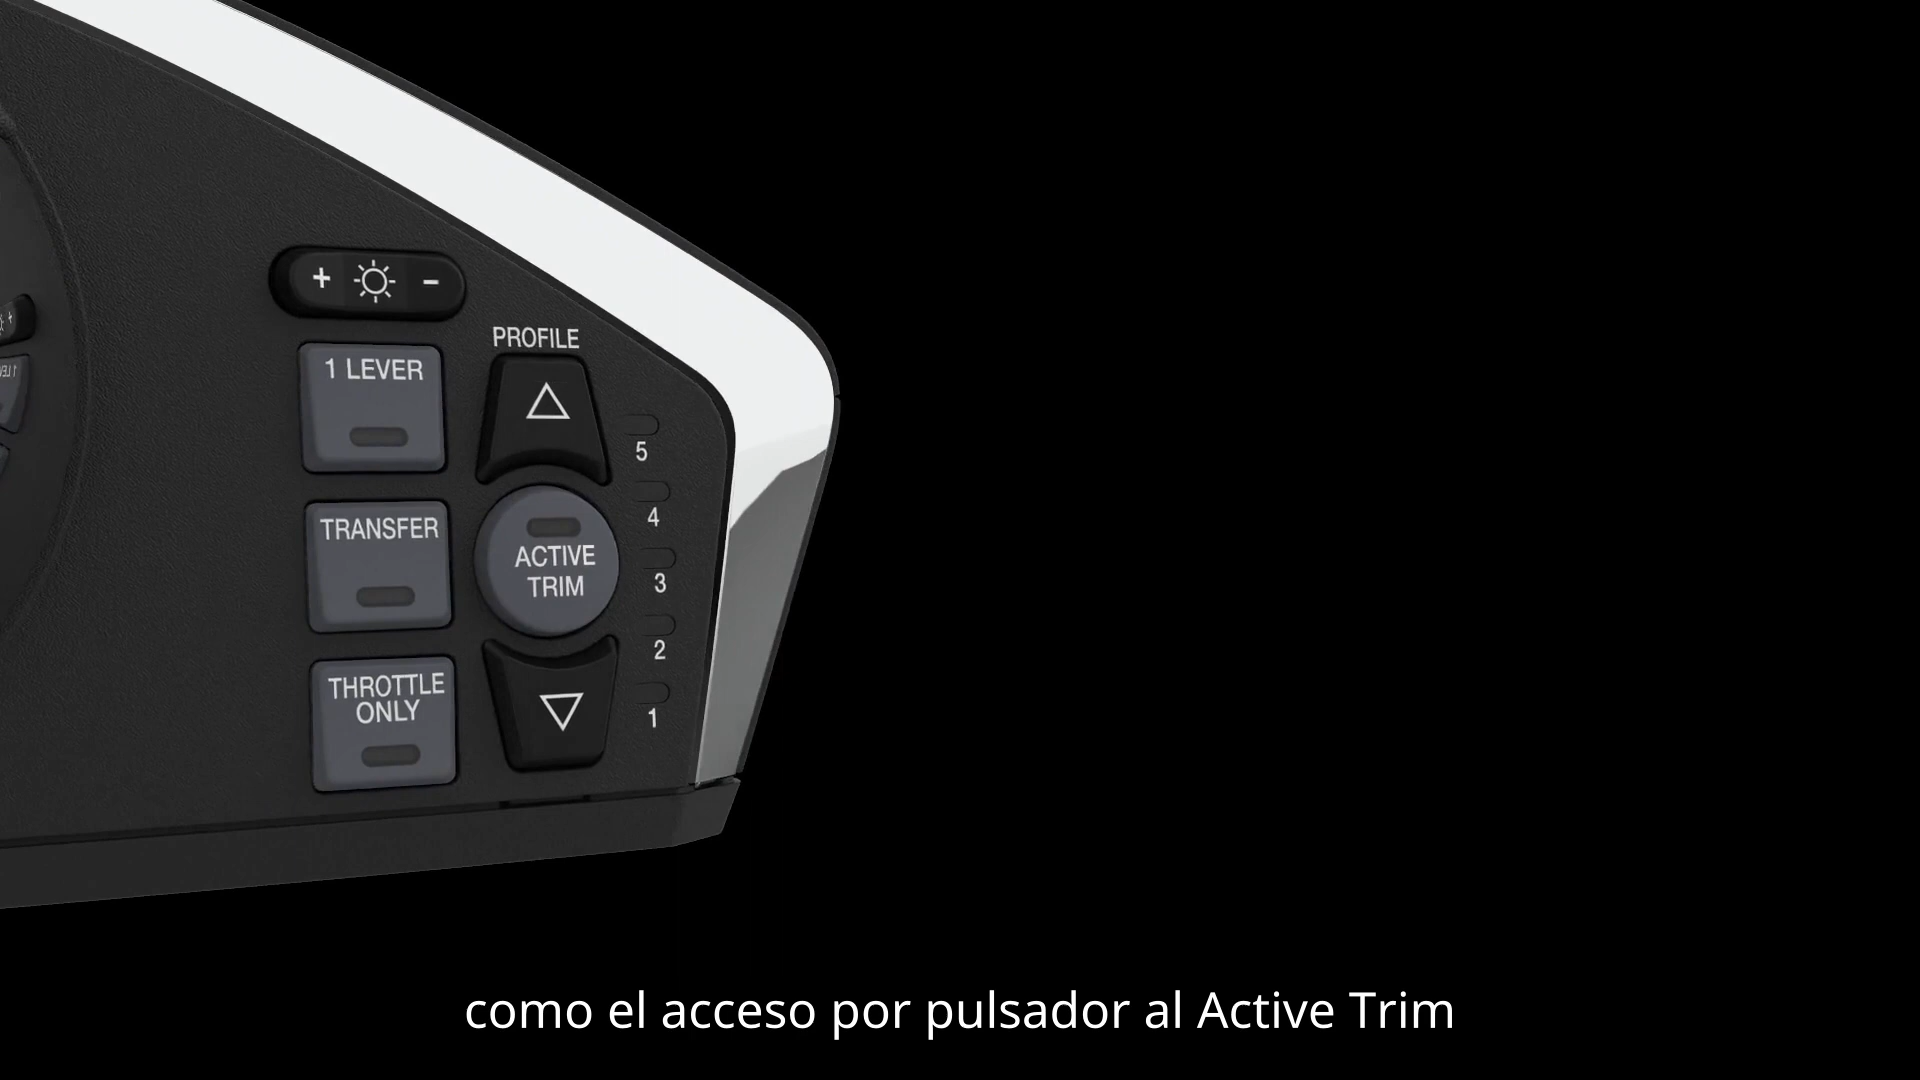 + -
1 LEVER
PROFILE
TRANSFER
ACTIVE
TRIM
THROTTLE
ONLY
5
4
3
2
1
como el acceso por pulsador al Active Trim